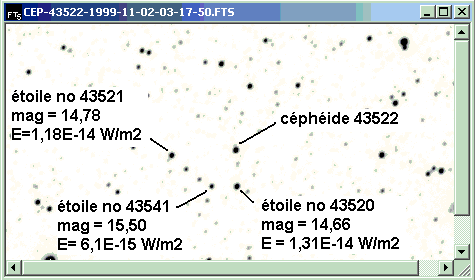 FTS CEP-43522-1999-11-02-03-17-50.FTS
étoile no 43521
mag = 14,78
E=1,18E-14 W/m2
céphéide 43522
étoile no 43541
mag = 15,50
E= 6,1E-15 W/m2
étoile no 43520
mag = 14,66
E = 1,31E-14 W/m2